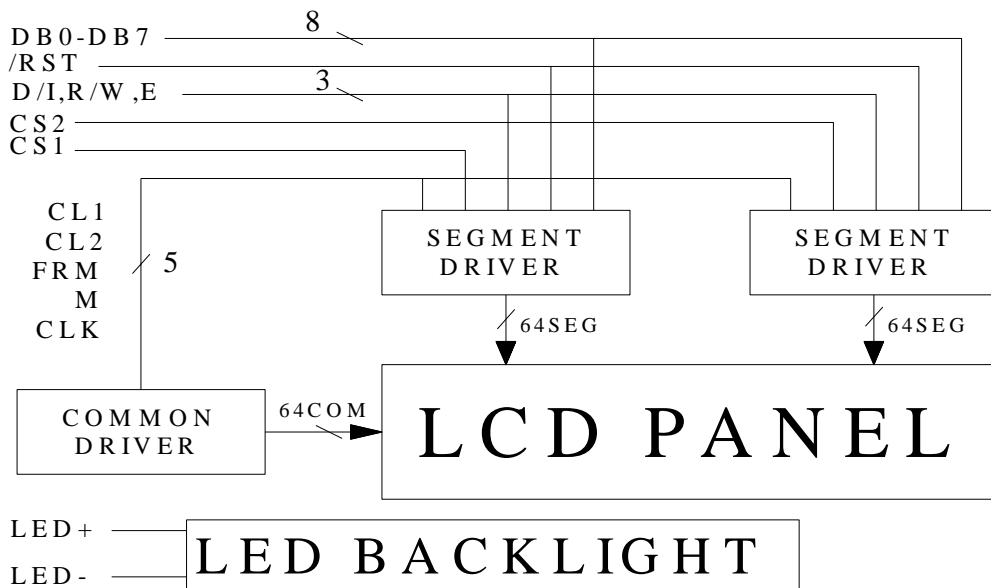 DB0-DB7
8
/RST
D/I,R/W,E
3
CS2
CS1
CL1
CL2
FRM
M
CLK
5
SEGMENT
DRIVER
SEGMENT
DRIVER
64SEG
64SEG
COMMON
DRIVER
64COM
LCD PANEL
LED+
LED-
LED BACKLIGHT